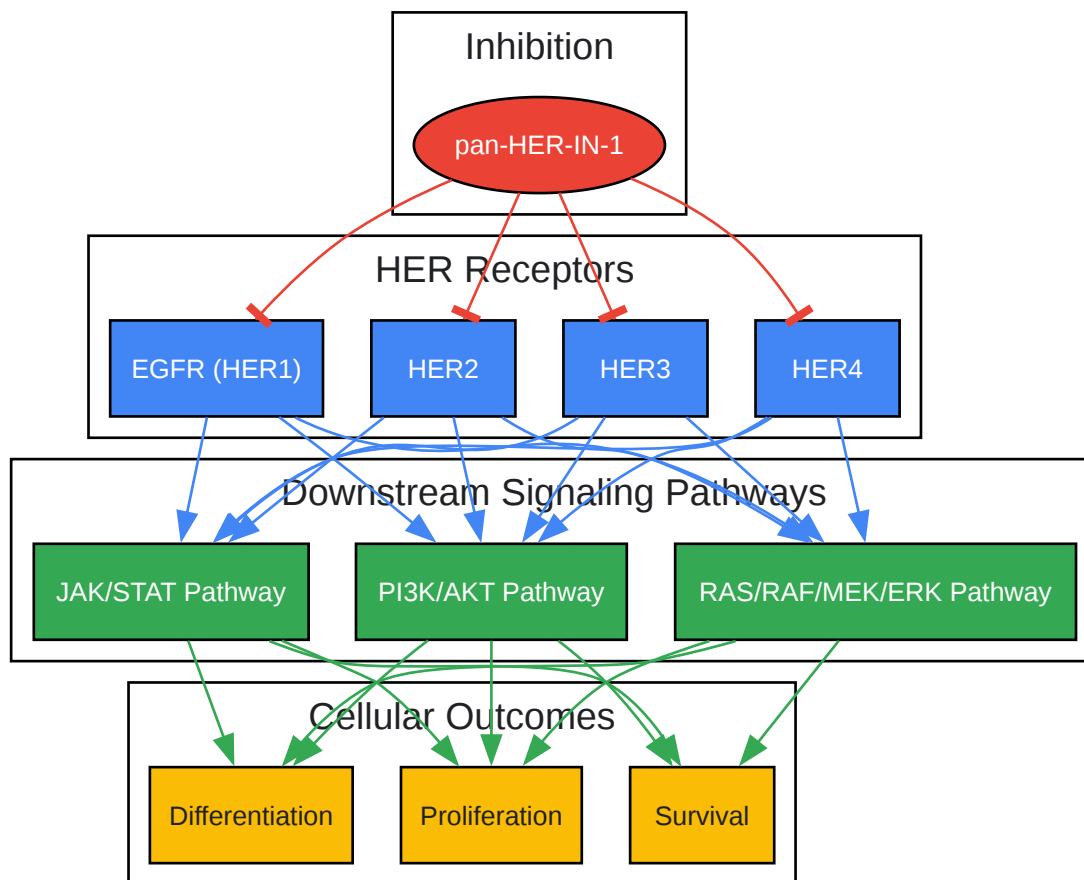 Inhibition
pan-HER-IN-1
HER Receptors
EGFR (HER1)
HER2
HER3
HER4
Downstream Signaling Pathways
JAK/STAT Pathway
PI3K/AKT Pathway
RAS/RAF/MEK/ERK Pathway
Cellular Outcomes
Differentiation
Proliferation
Survival